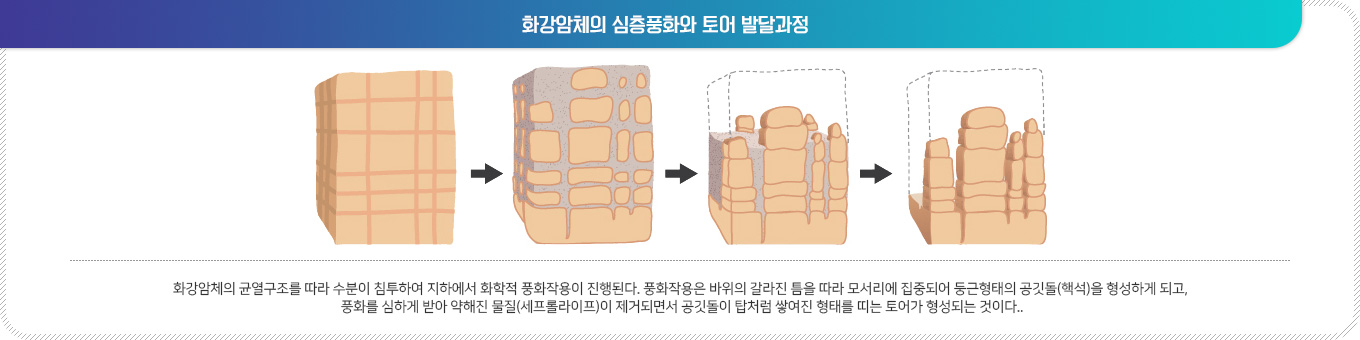 화강암체의 심층풍화와 토어 발달과정
화강암체의 균열구조를 따라 수분이 침투하여 지하에서 화학적 풍화작용이 진행된다. 풍화작용은 바위의 갈라진 틈을 따라 모서리에 집중되어 둥근형태의 공깃돌(핵석)을 형성하게 되고,
풍화를 심하게 받아 약해진 물질(세프롤라이프)이 제거되면서 공깃돌이 탑처럼 쌓여진 형태를 띠는 토어가 형성되는 것이다..